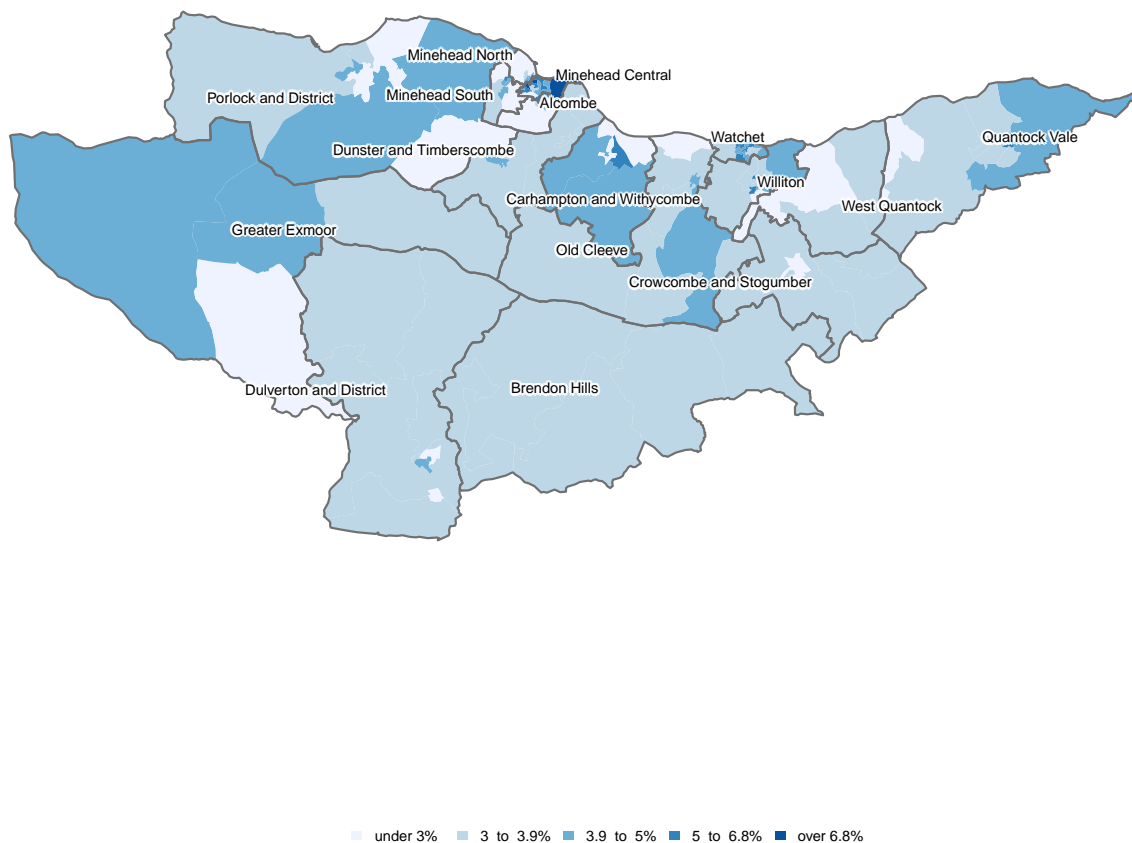 Minehead North
Minehead Central
Porlock and District
Minehead South
Alcombe
Watchet
Quantock Vale
Dunster and Timberscombe
Williton
Carhampton and Withycombe
West Quantock
Greater Exmoor
Old Cleeve
Crowcombe and Stogumber
Dulverton and District
Brendon Hills
under 3% 3 to 3.9% 3.9 to 5% 5 to 6.8% over 6.8%